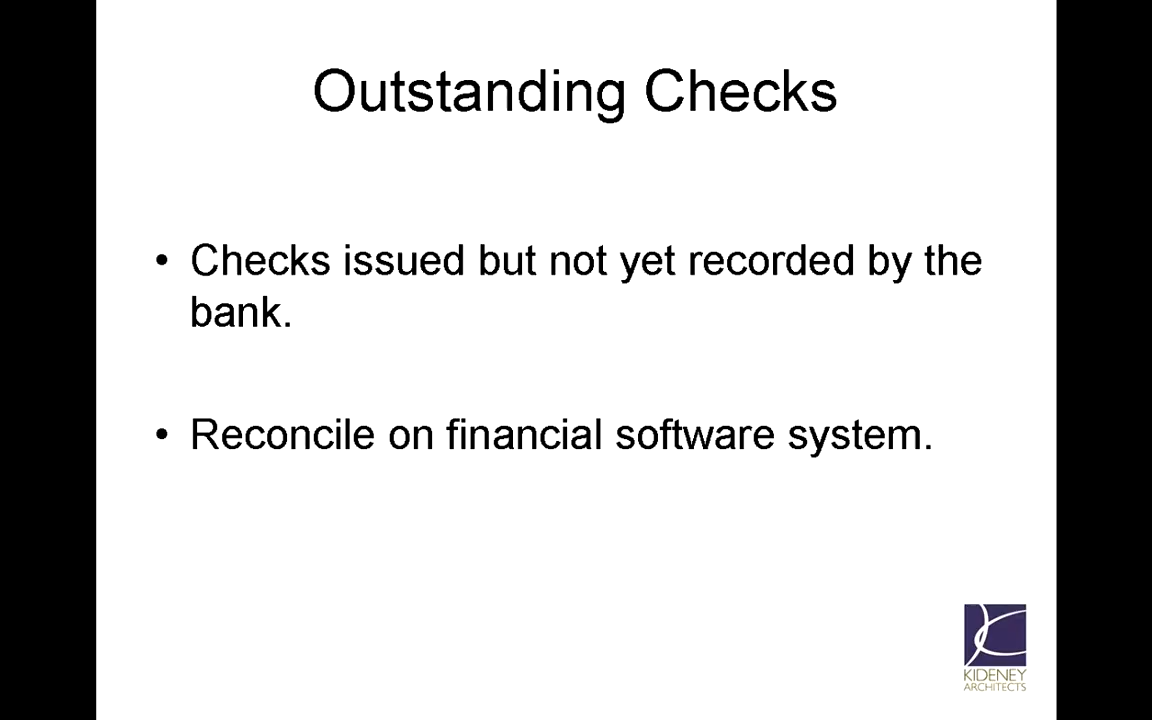 Outstanding Checks
• Checks issued but not yet recorded by the
bank.
• Reconcile on financial software system.
KIDENEY
ARCHITECTS